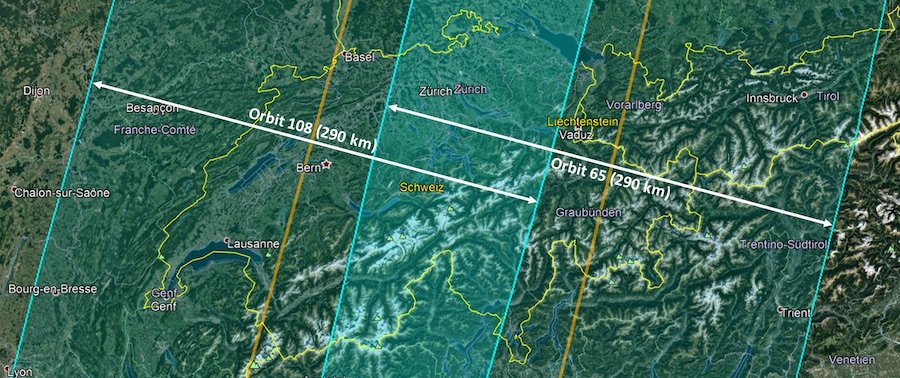 Basel
Dijon
Zürich Zürich
Innsbruck Tirol
Besançon
Vorarlberg
Orbit 108 (290 km)
Liechtenstein
Franche-Comté
Vaduz
Bern
Orbit 65 (290 km)
Schweiz
Chalon-sur-Saône
Graubünden
Lausanne
Trentino-Südtirol
Bourg-en-Bresse
Genf
Genf
Trient
Venetien
Lyon